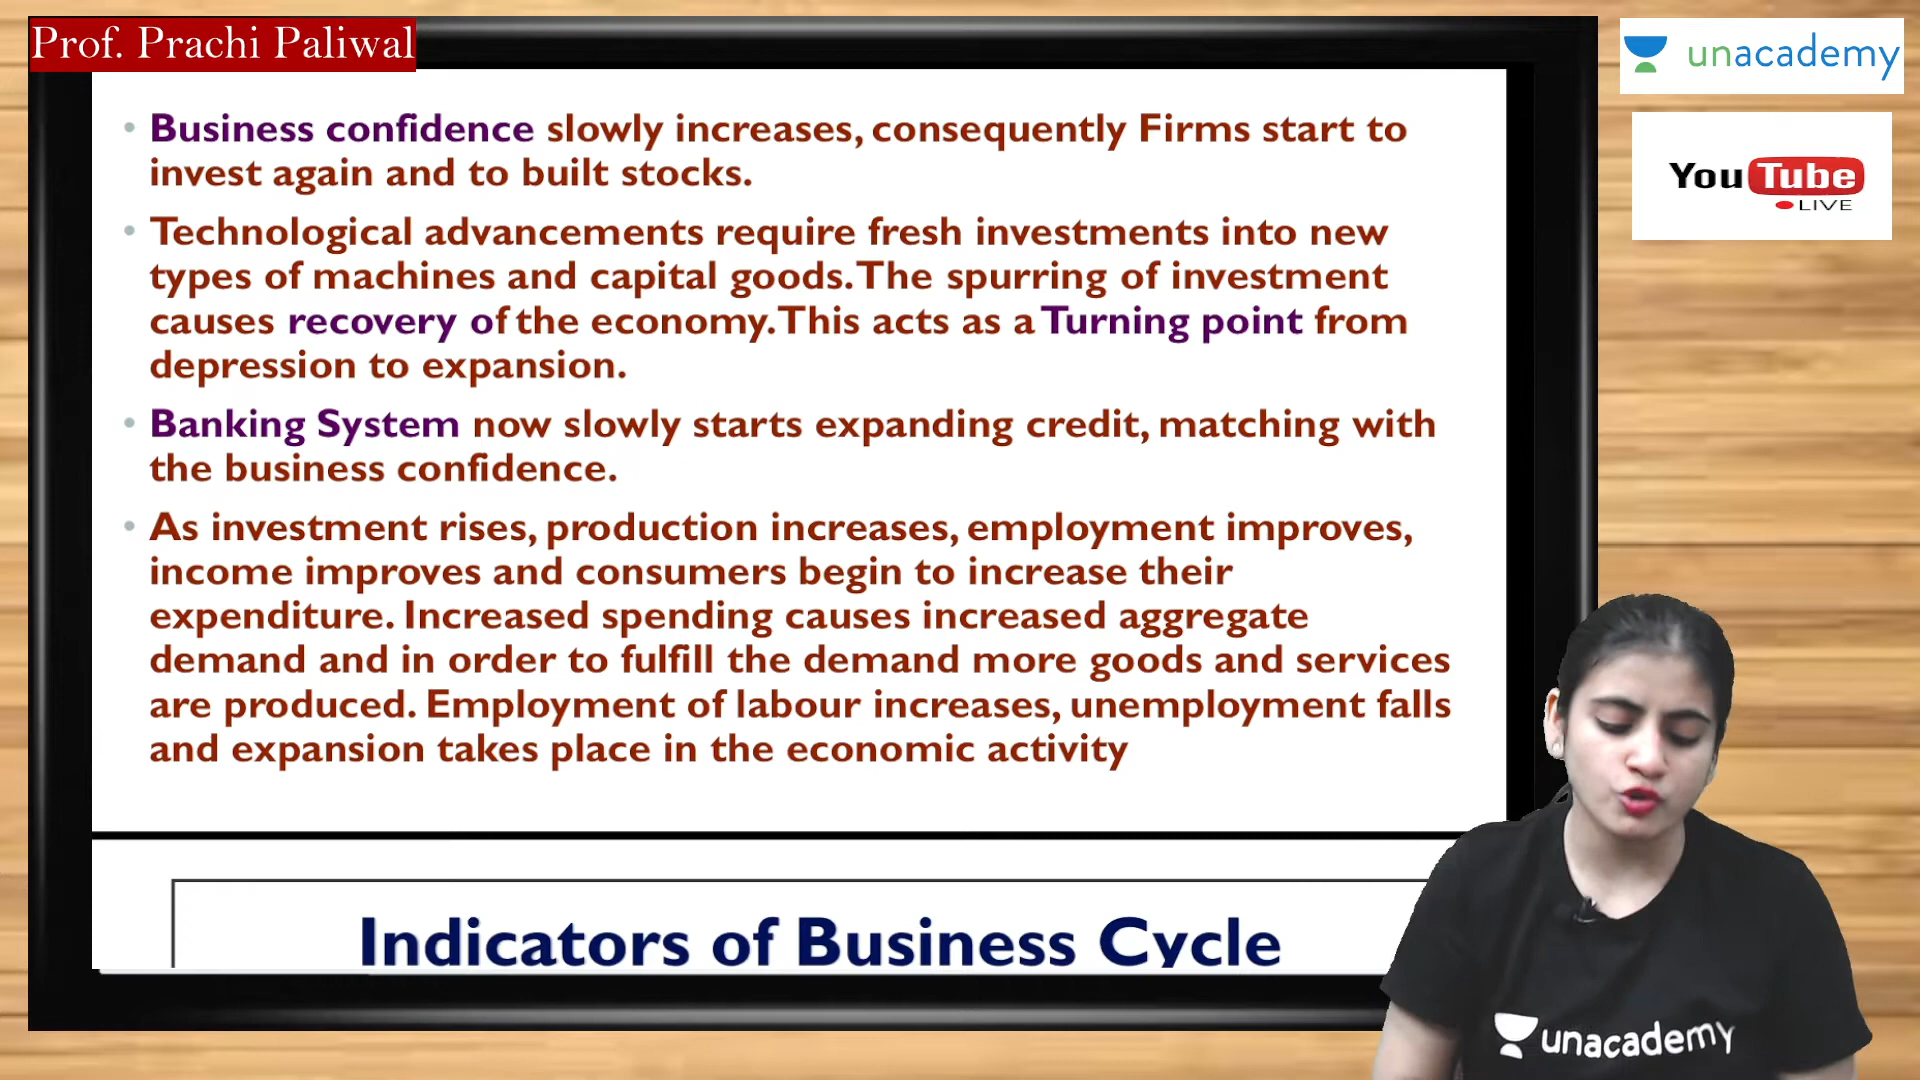 Prof. Prachi Paliwal
unacademy
You Tube
LIVE
• Business confidence slowly increases, consequently Firms start to
invest again and to built stocks.
• Technological advancements require fresh investments into new
types of machines and capital goods. The spurring of investment
causes recovery of the economy. This acts as a Turning point from
depression to expansion.
• Banking System now slowly starts expanding credit, matching with
the business confidence.
• As investment rises, production increases, employment improves,
income improves and consumers begin to increase their
expenditure. Increased spending causes increased aggregate
demand and in order to fulfill the demand more goods and services
are produced. Employment of labour increases, unemployment falls
and expansion takes place in the economic activity
Indicators of Business Cycle
unacademy